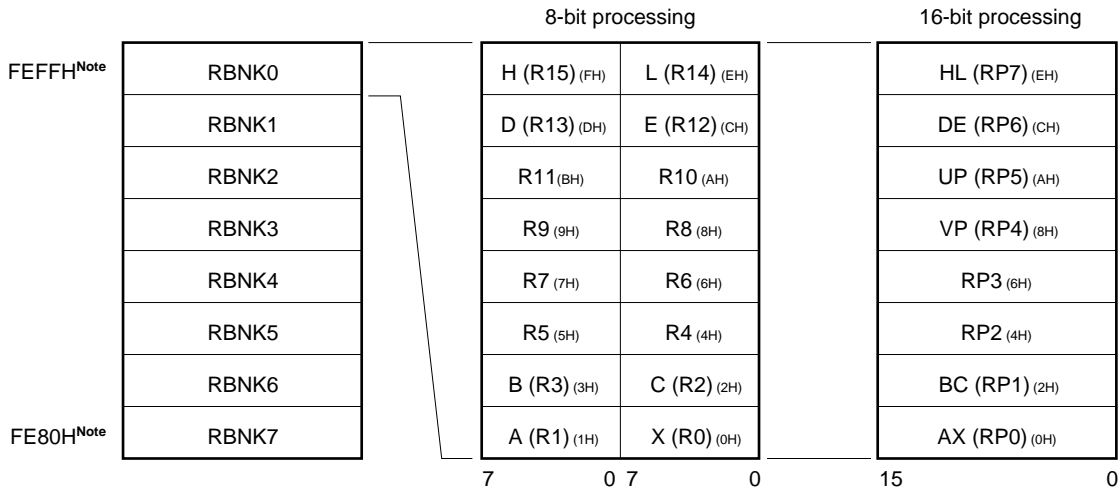 8-bit processing 16-bit processing
FEFFHNote RBNK0 H (R15) (FH) L (R14) (EH) HL (RP7) (EH)
RBNK1 D (R13) (DH) E (R12) (CH) DE (RP6) (CH)
RBNK2 R11(BH) R10 (AH) UP (RP5) (AH)
RBNK3 R9 (9H) R8 (8H) VP (RP4) (8H)
RBNK4 R7 (7H) R6 (6H) RP3 (6H)
RBNK5 R5 (5H) R4 (4H) RP2 (4H)
RBNK6 B (R3) (3H) C (R2) (2H) BC (RP1) (2H)
FE80HNote RBNK7 A (R1) (1H) X (R0) (0H) AX (RP0) (0H)
7 0 7 0 15 0